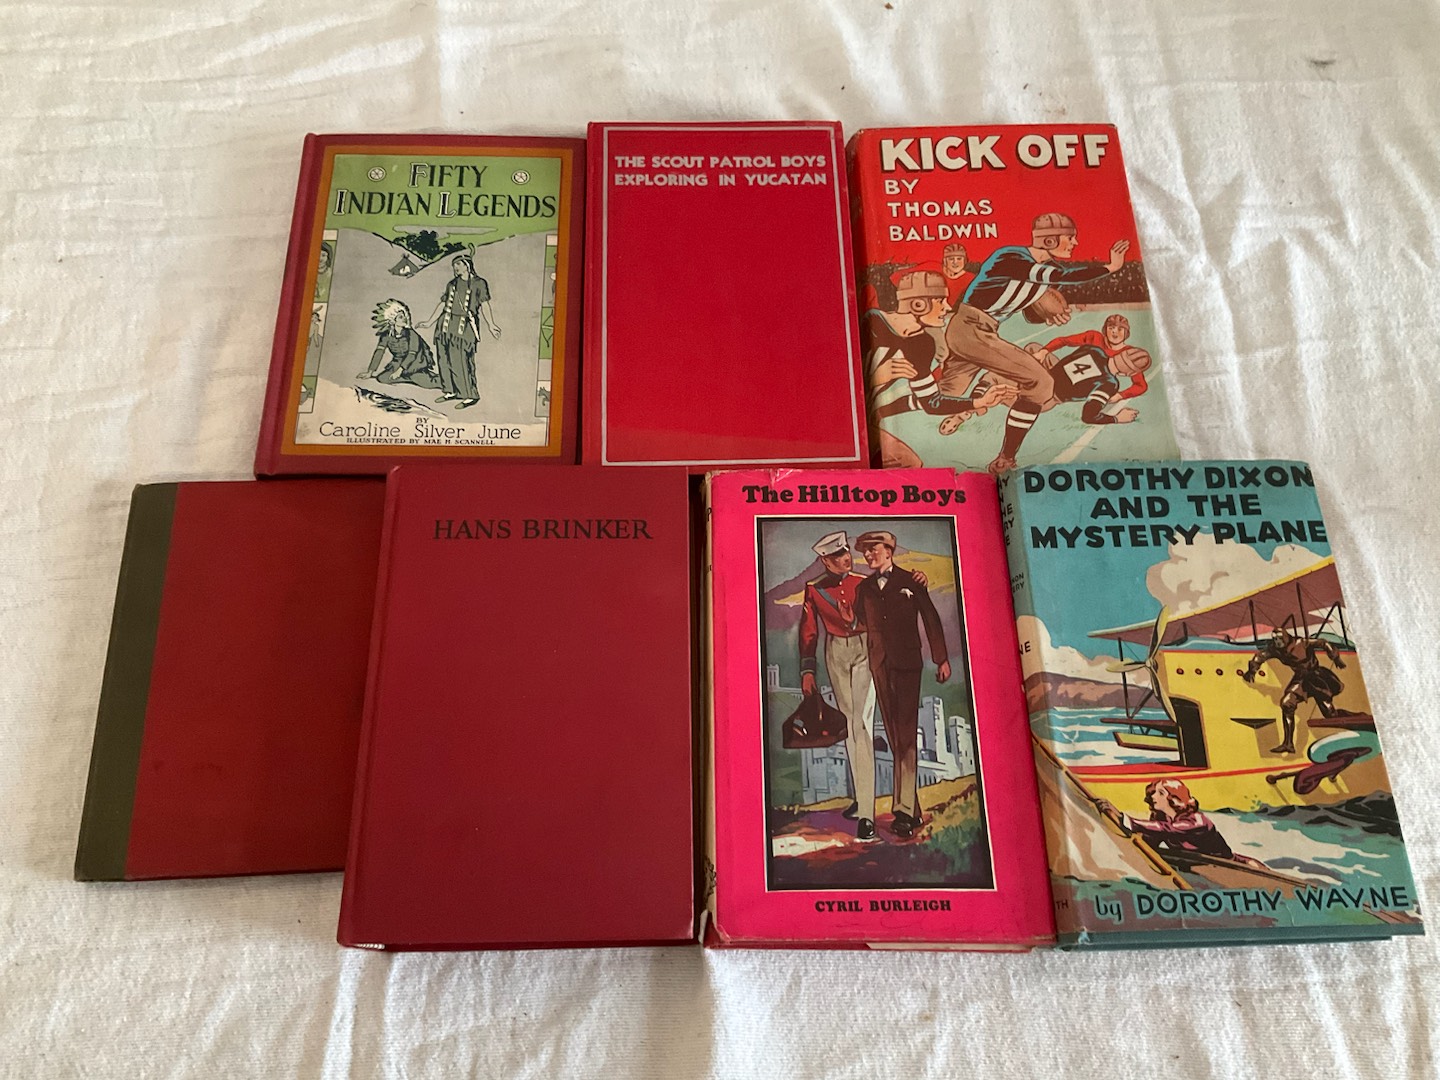 FIFTY
INDIAN LEGENDS
BY
Caroline Silver June
ILLUSTRATED BY MAE H. SCANNELL
THE SCOUT PATROL BOYS
EXPLORING IN YUCATAN
KICK OFF
BY
THOMAS
BALDWIN
4
HANS BRINKER
The Hilltop Boys
CYRIL BURLEIGH
DOROTHY DIXON
AND THE
MYSTERY PLANE
by DOROTHY WAYNE